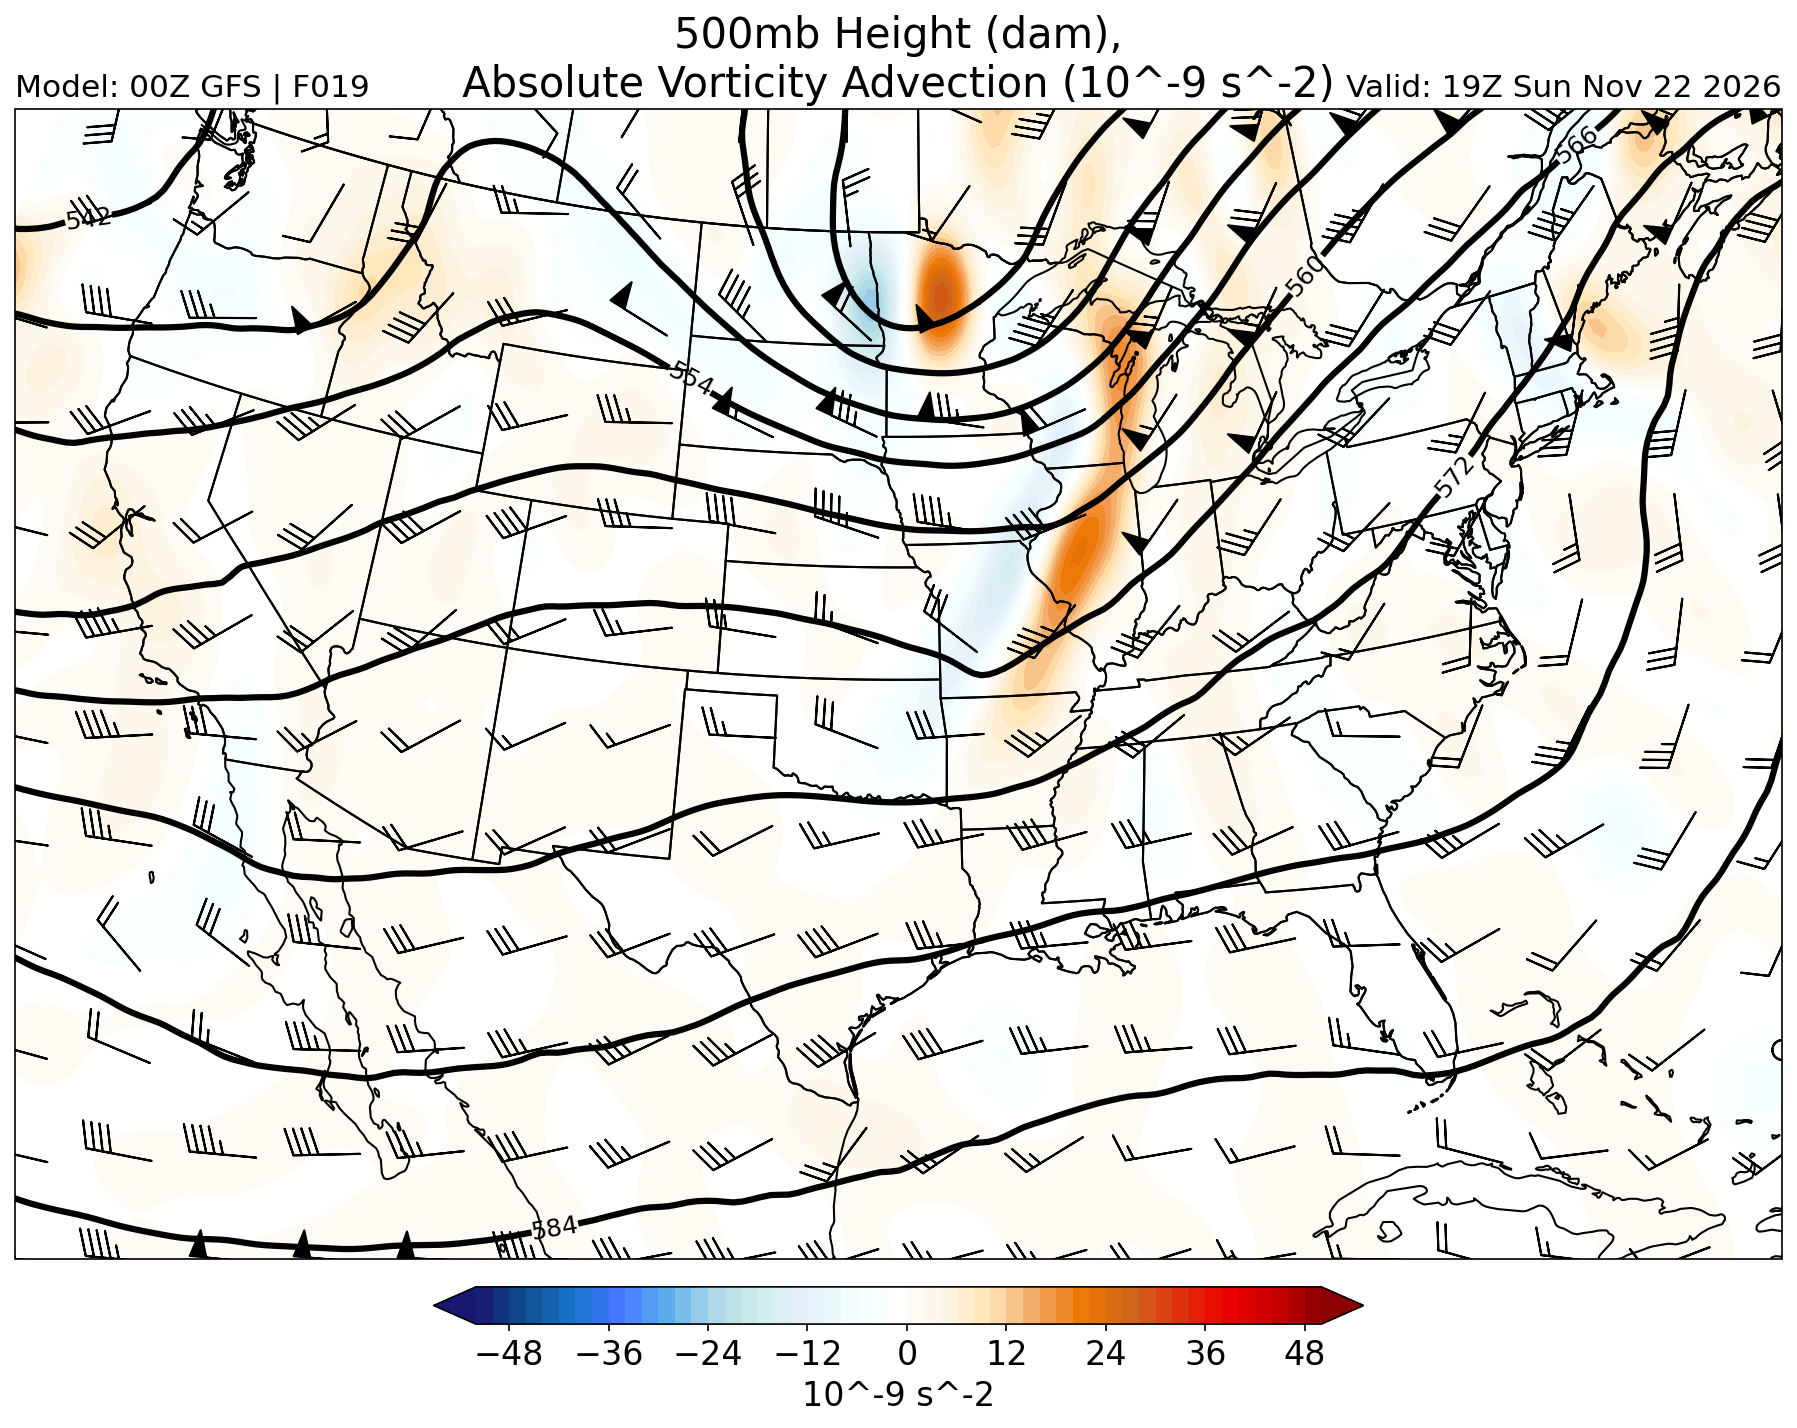 500mb Height (dam),
Model: 00Z GFS | F019
Absolute Vorticity Advection (10^-9 s^-2)
Valid: 19Z Sun Nov 22 2026
566
542
560
554
572
584
−48 −36 −24 −12 0 12 24 36 48
10^-9 s^-2